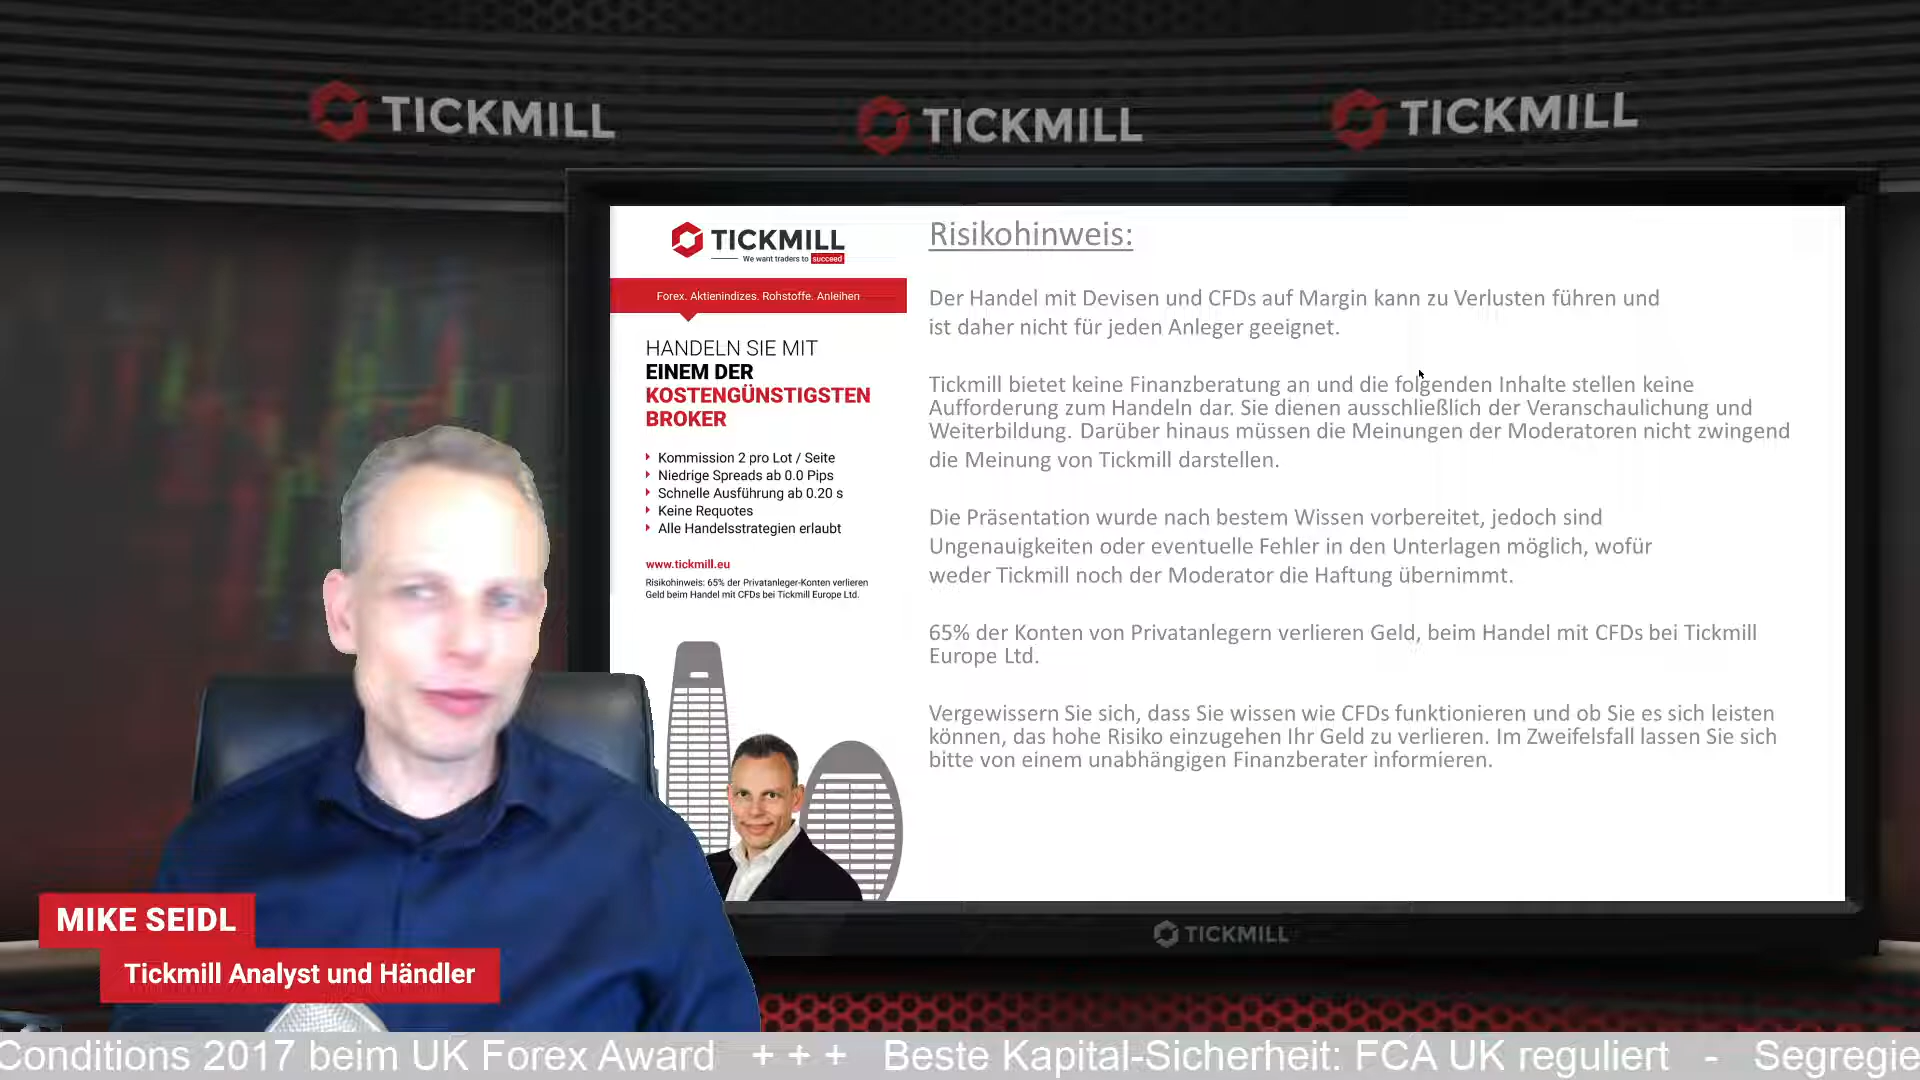 TICKMILL
TICKMILL
TICKMILL
TICKMILL
We want traders to succeed
Forex. Aktienindizes. Rohstoffe. Anleihen
HANDELN SIE MIT
EINEM DER
KOSTENGÜNSTIGSTEN
BROKER
Kommission 2 pro Lot / Seite
Niedrige Spreads ab 0.0 Pips
Schnelle Ausführung ab 0.20 s
Keine Requotes
Alle Handelsstrategien erlaubt
www.tickmill.eu
Risikohinweis: 65% der Privatanleger-Konten verlieren
Geld beim Handel mit CFDs bei Tickmill Europe Ltd.
Risikohinweis:
Der Handel mit Devisen und CFDs auf Margin kann zu Verlusten führen und
ist daher nicht für jeden Anleger geeignet.
Tickmill bietet keine Finanzberatung an und die folgenden Inhalte stellen keine
Aufforderung zum Handeln dar. Sie dienen ausschließlich der Veranschaulichung und
Weiterbildung. Darüber hinaus müssen die Meinungen der Moderatoren nicht zwingend
die Meinung von Tickmill darstellen.
Die Präsentation wurde nach bestem Wissen vorbereitet, jedoch sind
Ungenauigkeiten oder eventuelle Fehler in den Unterlagen möglich, wofür
weder Tickmill noch der Moderator die Haftung übernimmt.
65% der Konten von Privatanlegern verlieren Geld, beim Handel mit CFDs bei Tickmill
Europe Ltd.
Vergewissern Sie sich, dass Sie wissen wie CFDs funktionieren und ob Sie es sich leisten
können, das hohe Risiko einzugehen Ihr Geld zu verlieren. Im Zweifelsfall lassen Sie sich
bitte von einem unabhängigen Finanzberater informieren.
TICKMILL
MIKE SEIDL
Tickmill Analyst und Händler
Conditions 2017 beim UK Forex Award + + + Beste Kapital-Sicherheit: FCA UK reguliert - Segregie